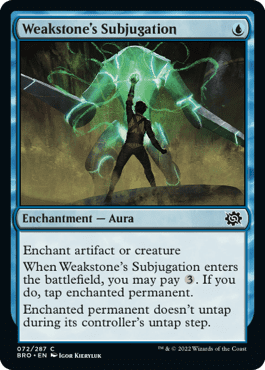 Weakstone's Subjugation
Enchantment — Aura
Enchant artifact or creature
When Weakstone's Subjugation enters
the battlefield, you may pay 3. If you
do, tap enchanted permanent.
Enchanted permanent doesn't untap
during its controller's untap step.
072/287 C
BRO • EN Igor Kieryluk
™ & © 2022 Wizards of the Coast